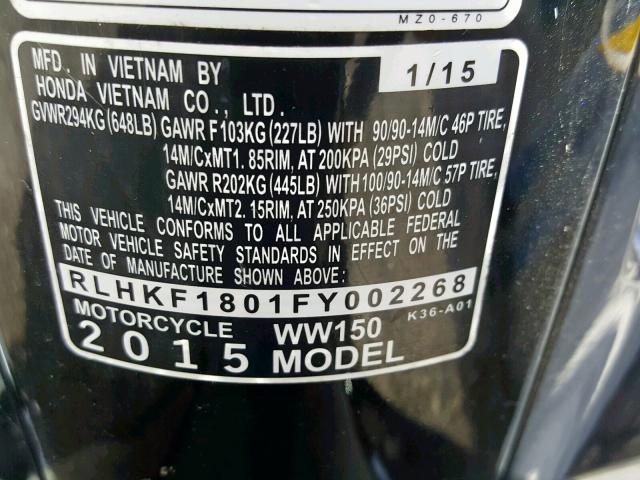 MZ0-670
MFD. IN VIETNAM BY 1/15
HONDA VIETNAM CO., LTD.
GVWR294KG (648LB) GAWR F103KG (227LB) WITH 90/90-14M/C 46P TIRE,
14M/CxMT1. 85RIM, AT 200KPA (29PSI) COLD
GAWR R202KG (445LB) WITH100/90-14M/C 57P TIRE,
14M/CxMT2. 15RIM, AT 250KPA (36PSI) COLD
THIS VEHICLE CONFORMS TO ALL APPLICABLE FEDERAL
MOTOR VEHICLE SAFETY STANDARDS IN EFFECT ON THE
DATE OF MANUFACTURE SHOWN ABOVE:
RLHKF1801FY002268
MOTORCYCLE WW150 K36-A01
2015 MODEL